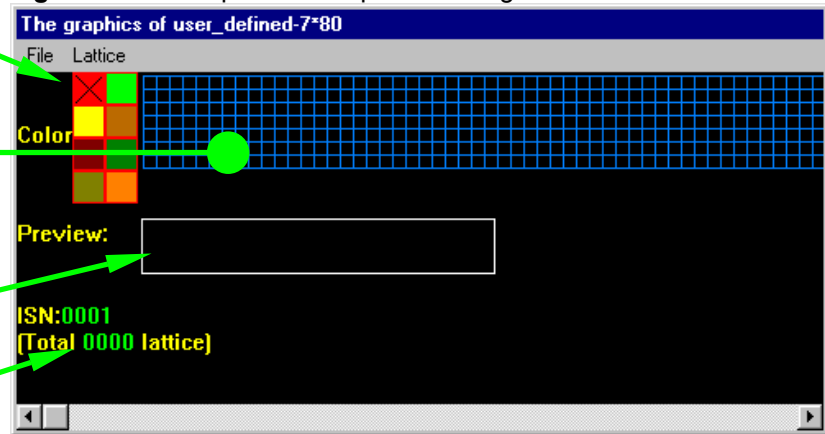 The graphics of user_defined-7*80
File Lattice
Color
Preview:
ISN:0001
(Total 0000 lattice)